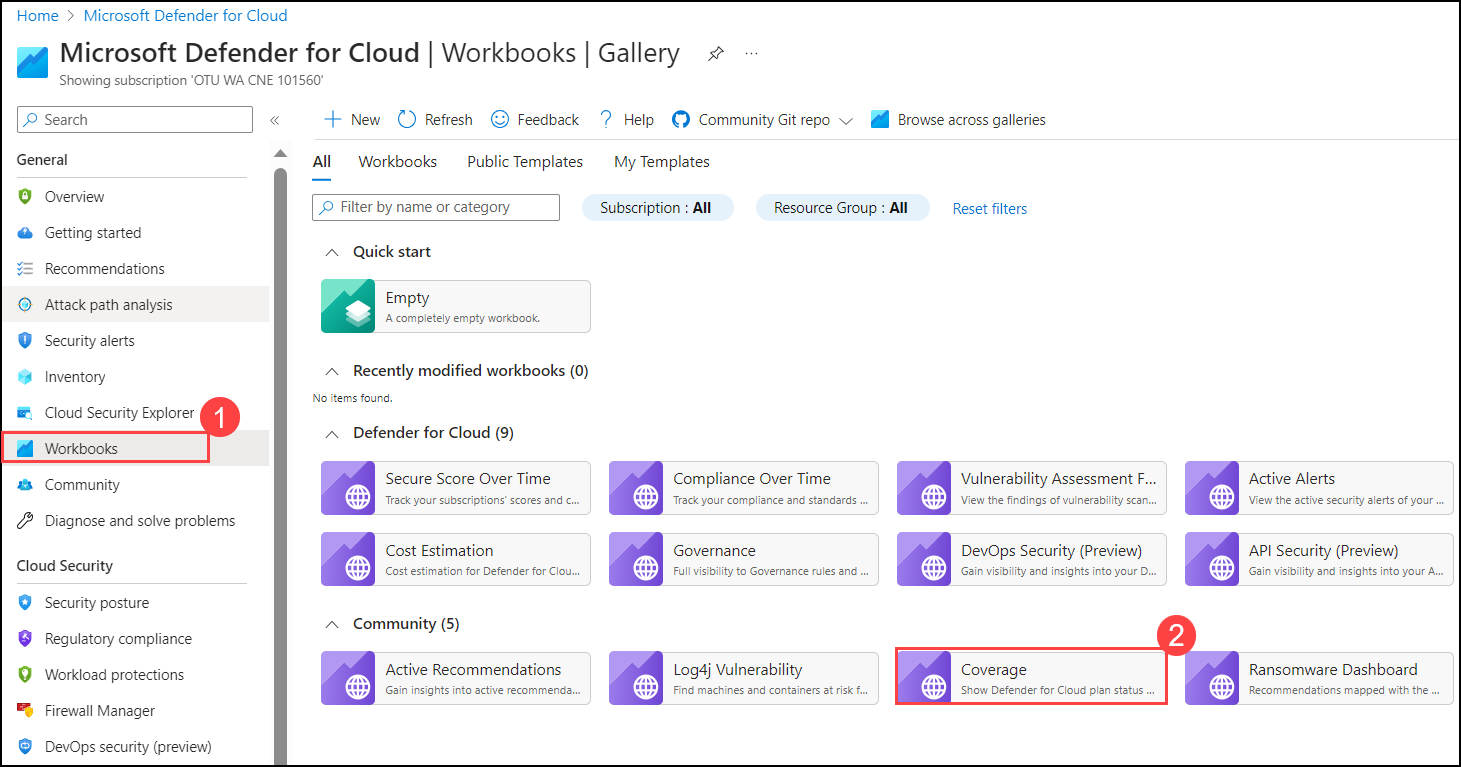 Home > Microsoft Defender for Cloud
Microsoft Defender for Cloud | Workbooks | Gallery ...
Showing subscription 'OTU WA CNE 101560'
Search «
General
Overview
Getting started
Recommendations
Attack path analysis
Security alerts
Inventory
Cloud Security Explorer
1
Workbooks
Community
Diagnose and solve problems
Cloud Security
Security posture
Regulatory compliance
Workload protections
Firewall Manager
DevOps security (preview)
+ New Refresh Feedback ? Help Community Git repo Browse across galleries
All Workbooks Public Templates My Templates
Filter by name or category Subscription : All Resource Group : All Reset filters
Quick start
Empty
A completely empty workbook.
Recently modified workbooks (0)
No items found.
Defender for Cloud (9)
Secure Score Over Time
Track your subscriptions' scores and c...
Compliance Over Time
Track your compliance and standards ...
Vulnerability Assessment F...
View the findings of vulnerability scan...
Active Alerts
View the active security alerts of your ...
Cost Estimation
Cost estimation for Defender for Clou...
Governance
Full visibility to Governance rules and ...
DevOps Security (Preview)
Gain visibility and insights into your D...
API Security (Preview)
Gain visibility and insights into your A...
Community (5)
Active Recommendations
Gain insights into active recommenda...
Log4j Vulnerability
Find machines and containers at risk f...
2
Coverage
Show Defender for Cloud plan status ...
Ransomware Dashboard
Recommendations mapped with the ...